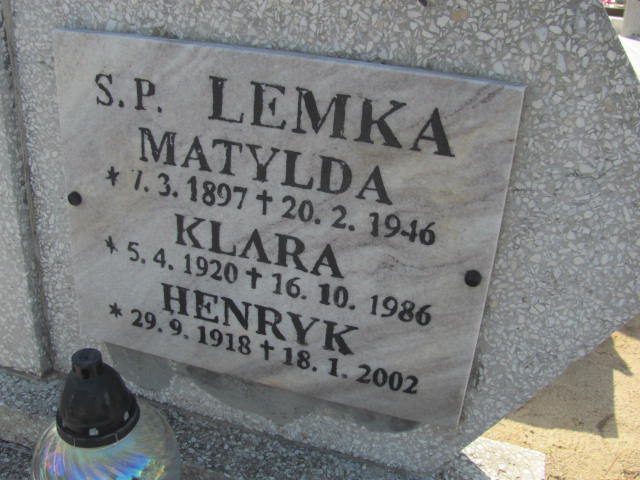 S.P. LEMKA
MATYLDA
* 7. 3. 1897 † 20. 2. 1946
KLARA
* 5. 4. 1920 † 16. 10. 1986
HENRYK
* 29. 9. 1918 † 18. 1. 2002